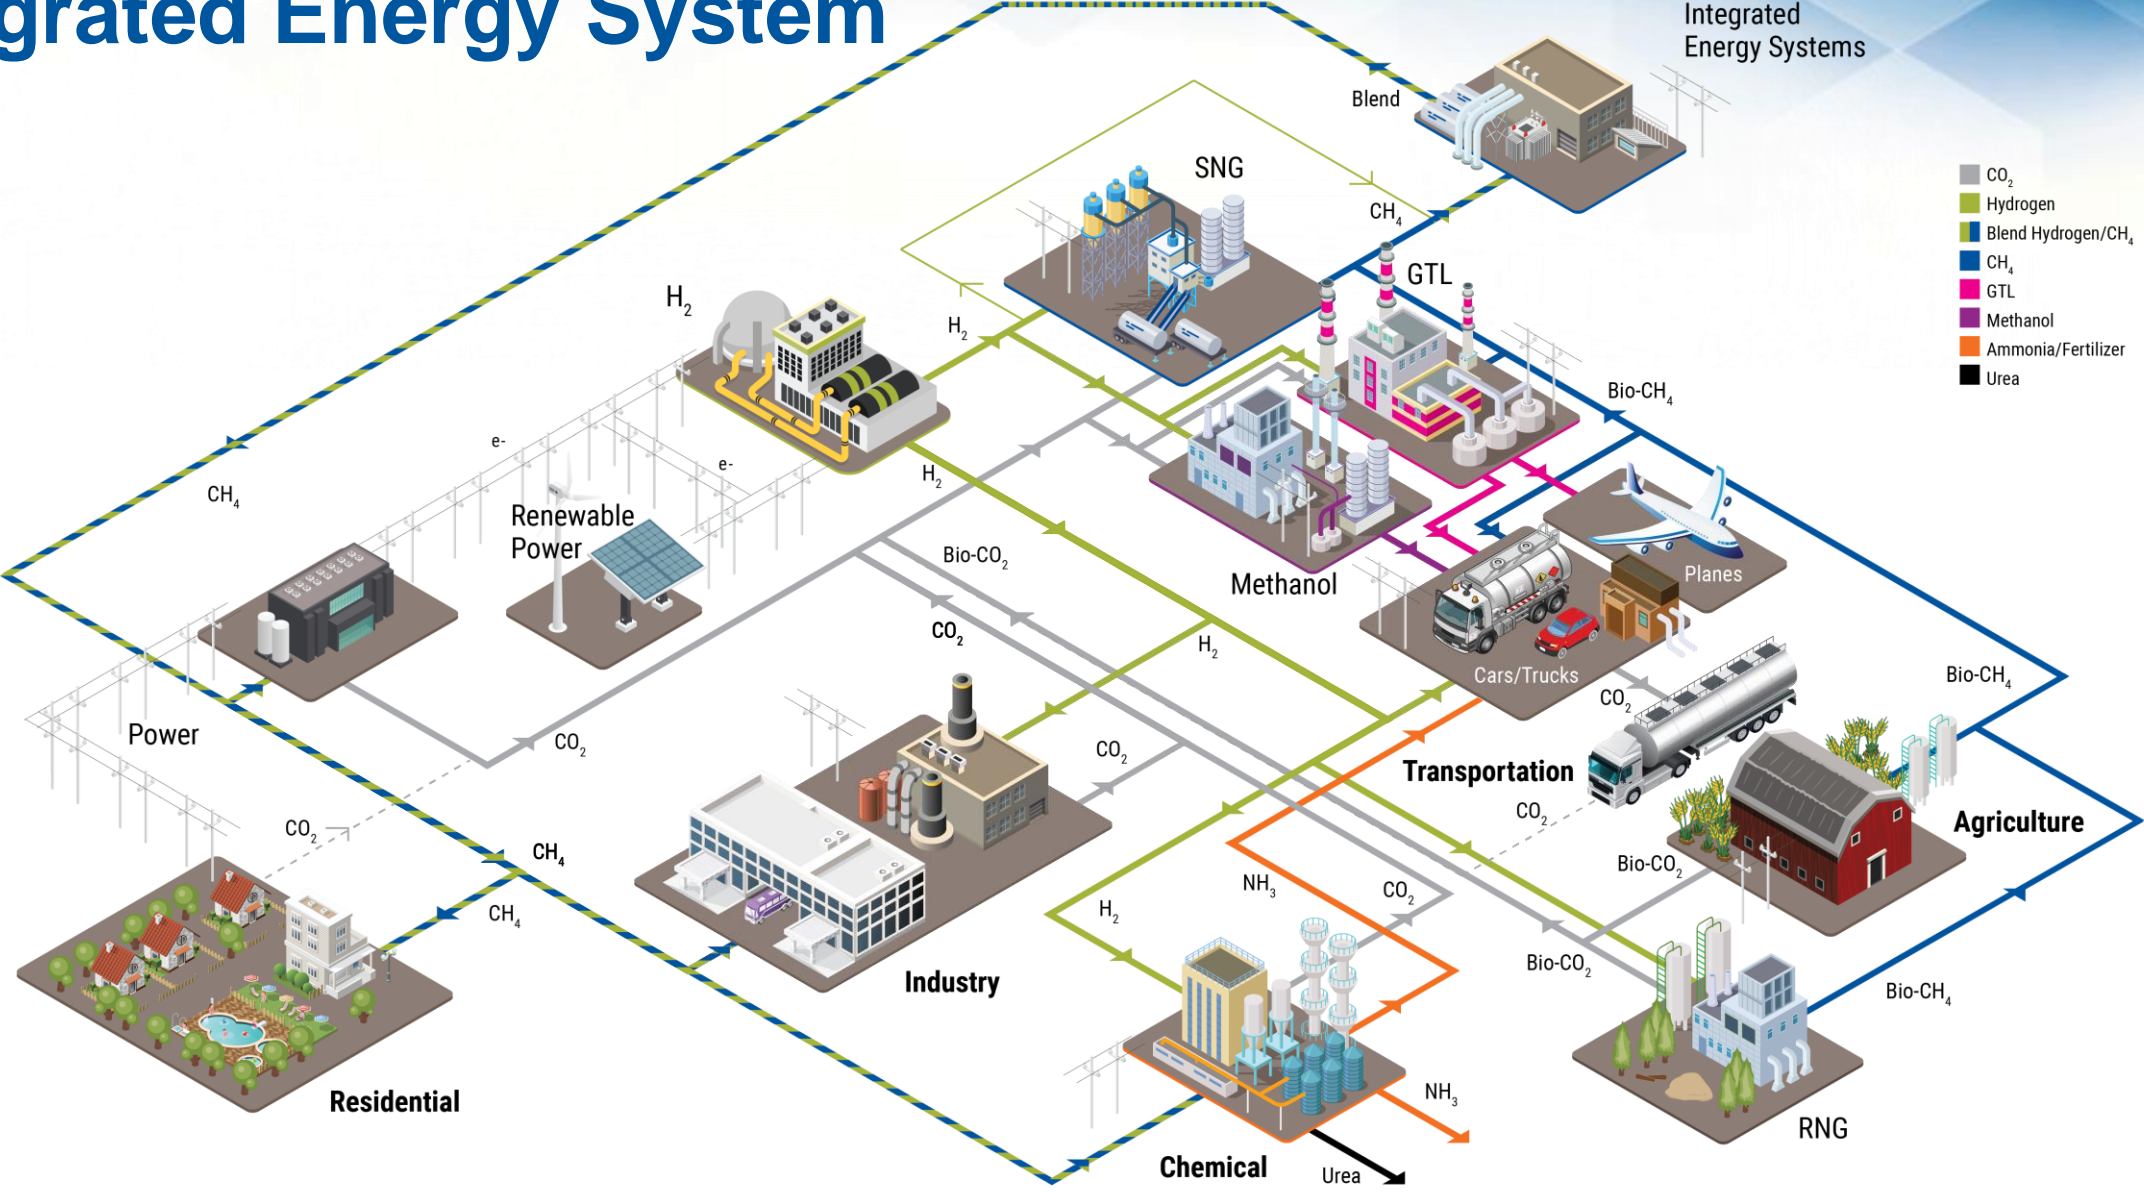 grated Energy System
Integrated
Energy Systems
Blend
SNG
CO₂
Hydrogen
Blend Hydrogen/CH₄
CH₄
GTL
Methanol
Ammonia/Fertilizer
Urea
CH₄
GTL
H₂
H₂
Bio-CH₄
e-
e-
H₂
CH₄
Renewable
Power
Bio-CO₂
Methanol
Planes
CO₂
H₂
Cars/Trucks
Bio-CH₄
CO₂
Power
CO₂
CO₂
Transportation
CO₂
Agriculture
CO₂
CH₄
Bio-CO₂
NH₃
CO₂
H₂
CH₄
Industry
Bio-CO₂
Bio-CH₄
NH₃
Residential
RNG
Chemical
Urea